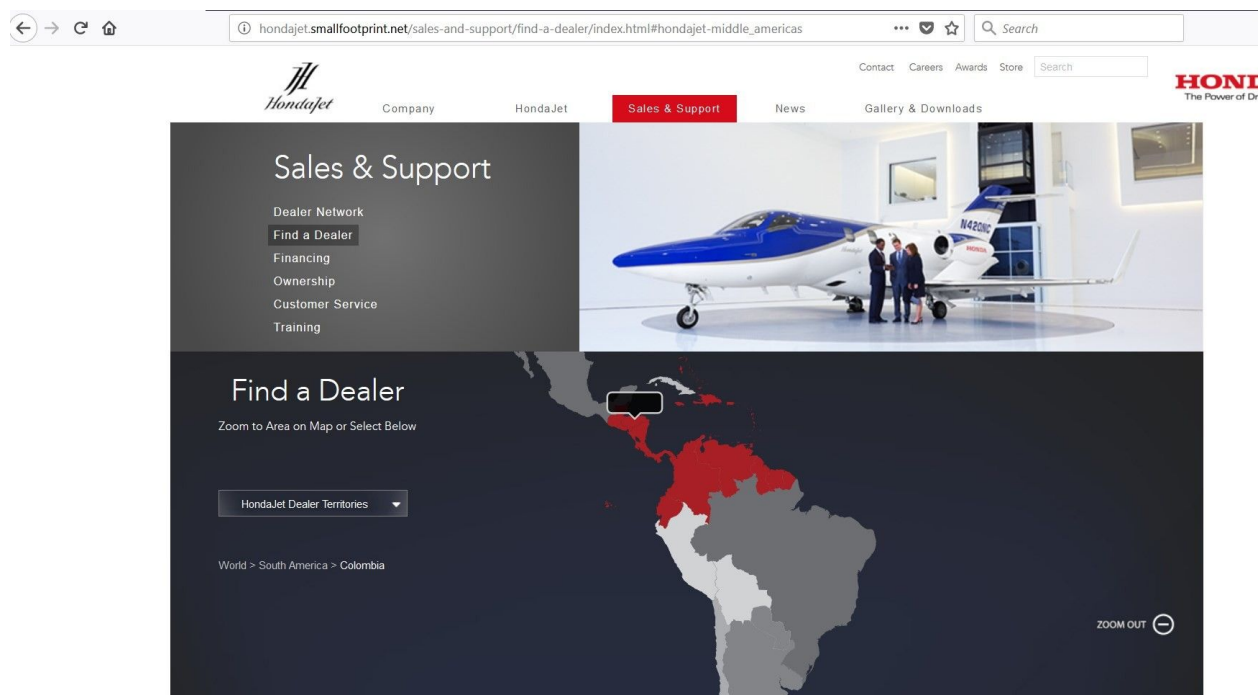 hondajet.smallfootprint.net/sales-and-support/find-a-dealer/index.html#hondajet-middle_americas
Search
Contact Careers Awards Store Search
HondaJet
Company HondaJet Sales & Support News Gallery & Downloads
HOND
The Power of Dr
Sales & Support
Dealer Network
Find a Dealer
Financing
Ownership
Customer Service
Training
N420HC
HondaJet
HONDA
Find a Dealer
Zoom to Area on Map or Select Below
HondaJet Dealer Territories
World > South America > Colombia
ZOOM OUT